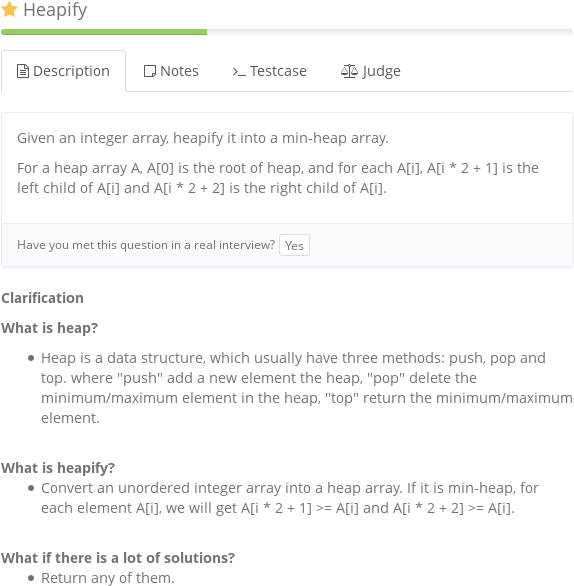 Heapify
Description
Notes
Testcase
Judge
Given an integer array, heapify it into a min-heap array.
For a heap array A, A[0] is the root of heap, and for each A[i], A[i * 2 + 1] is the
left child of A[i] and A[i * 2 + 2] is the right child of A[i].
Have you met this question in a real interview? Yes
Clarification
What is heap?
Heap is a data structure, which usually have three methods: push, pop and
top. where "push" add a new element the heap, "pop" delete the
minimum/maximum element in the heap, "top" return the minimum/maximum
element.
What is heapify?
Convert an unordered integer array into a heap array. If it is min-heap, for
each element A[i], we will get A[i * 2 + 1] >= A[i] and A[i * 2 + 2] >= A[i].
What if there is a lot of solutions?
Return any of them.